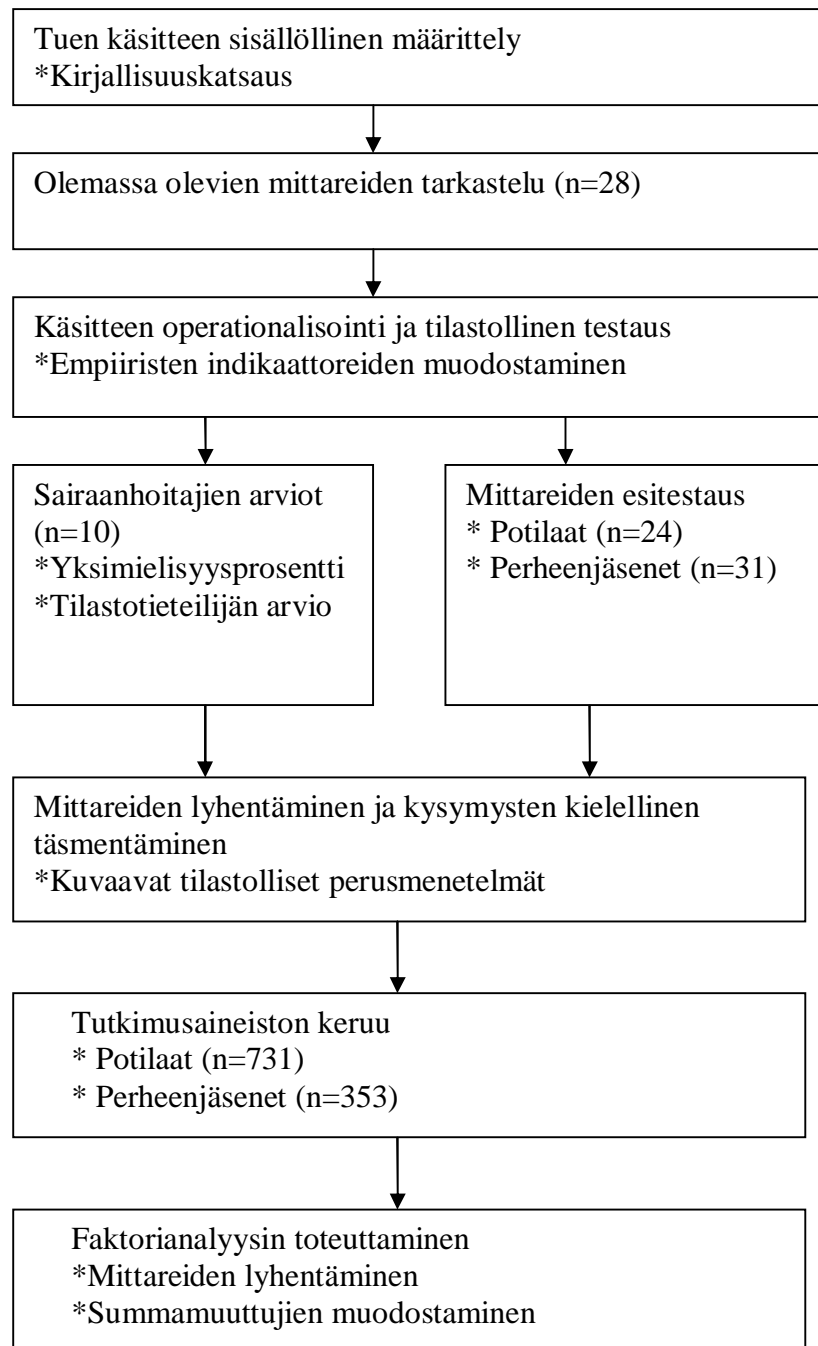 Tuen käsitteen sisällöllinen määrittely
*Kirjallisuuskatsaus
Olemassa olevien mittareiden tarkastelu (n=28)
Käsitteen operationalisointi ja tilastollinen testaus
*Empiiristen indikaattoreiden muodostaminen
Sairaanhoitajien arviot
(n=10)
*Yksimielisyysprosentti
*Tilastotieteilijän arvio
Mittareiden esitestaus
* Potilaat (n=24)
* Perheenjäsenet (n=31)
Mittareiden lyhentäminen ja kysymysten kielellinen
täsmentäminen
*Kuvaavat tilastolliset perusmenetelmät
Tutkimusaineiston keruu
* Potilaat (n=731)
* Perheenjäsenet (n=353)
Faktorianalyysin toteuttaminen
*Mittareiden lyhentäminen
*Summamuuttujien muodostaminen